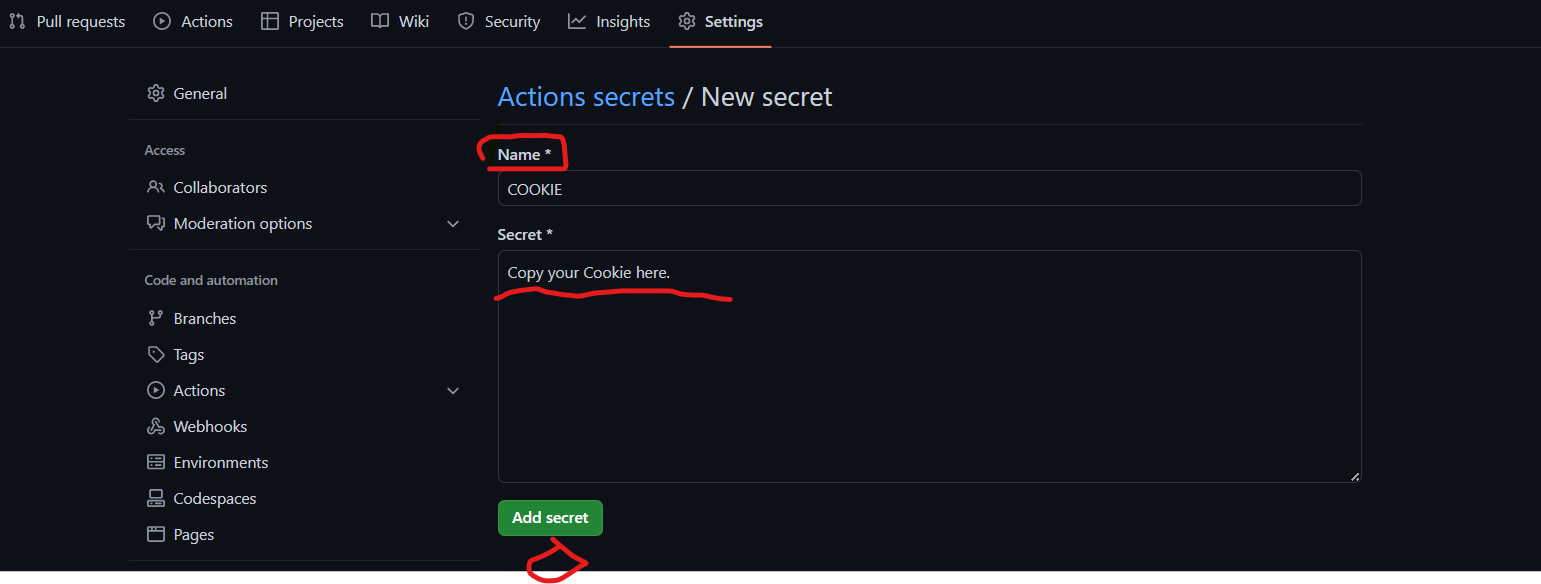 Pull requests Actions Projects Wiki Security Insights Settings
General
Access
Collaborators
Moderation options
Code and automation
Branches
Tags
Actions
Webhooks
Environments
Codespaces
Pages
Actions secrets / New secret
Name *
COOKIE
Secret *
Copy your Cookie here.
Add secret